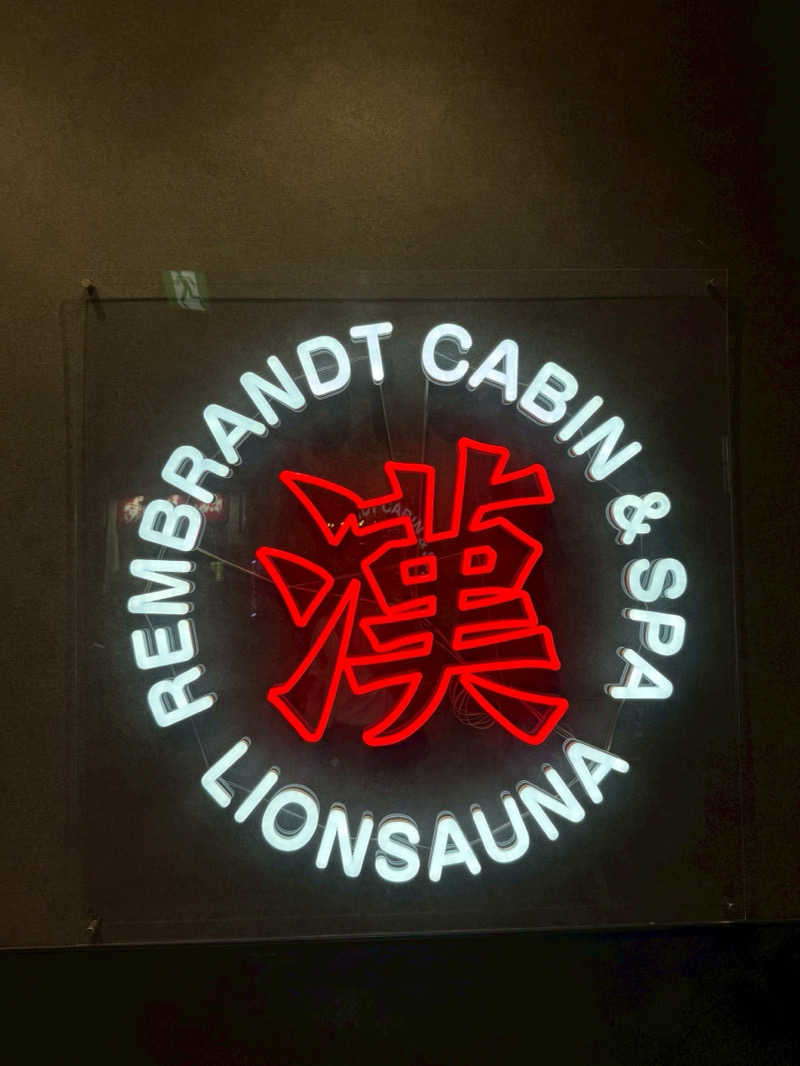 REMBRANDT CABIN & SPA
漢
LIONSAUNA